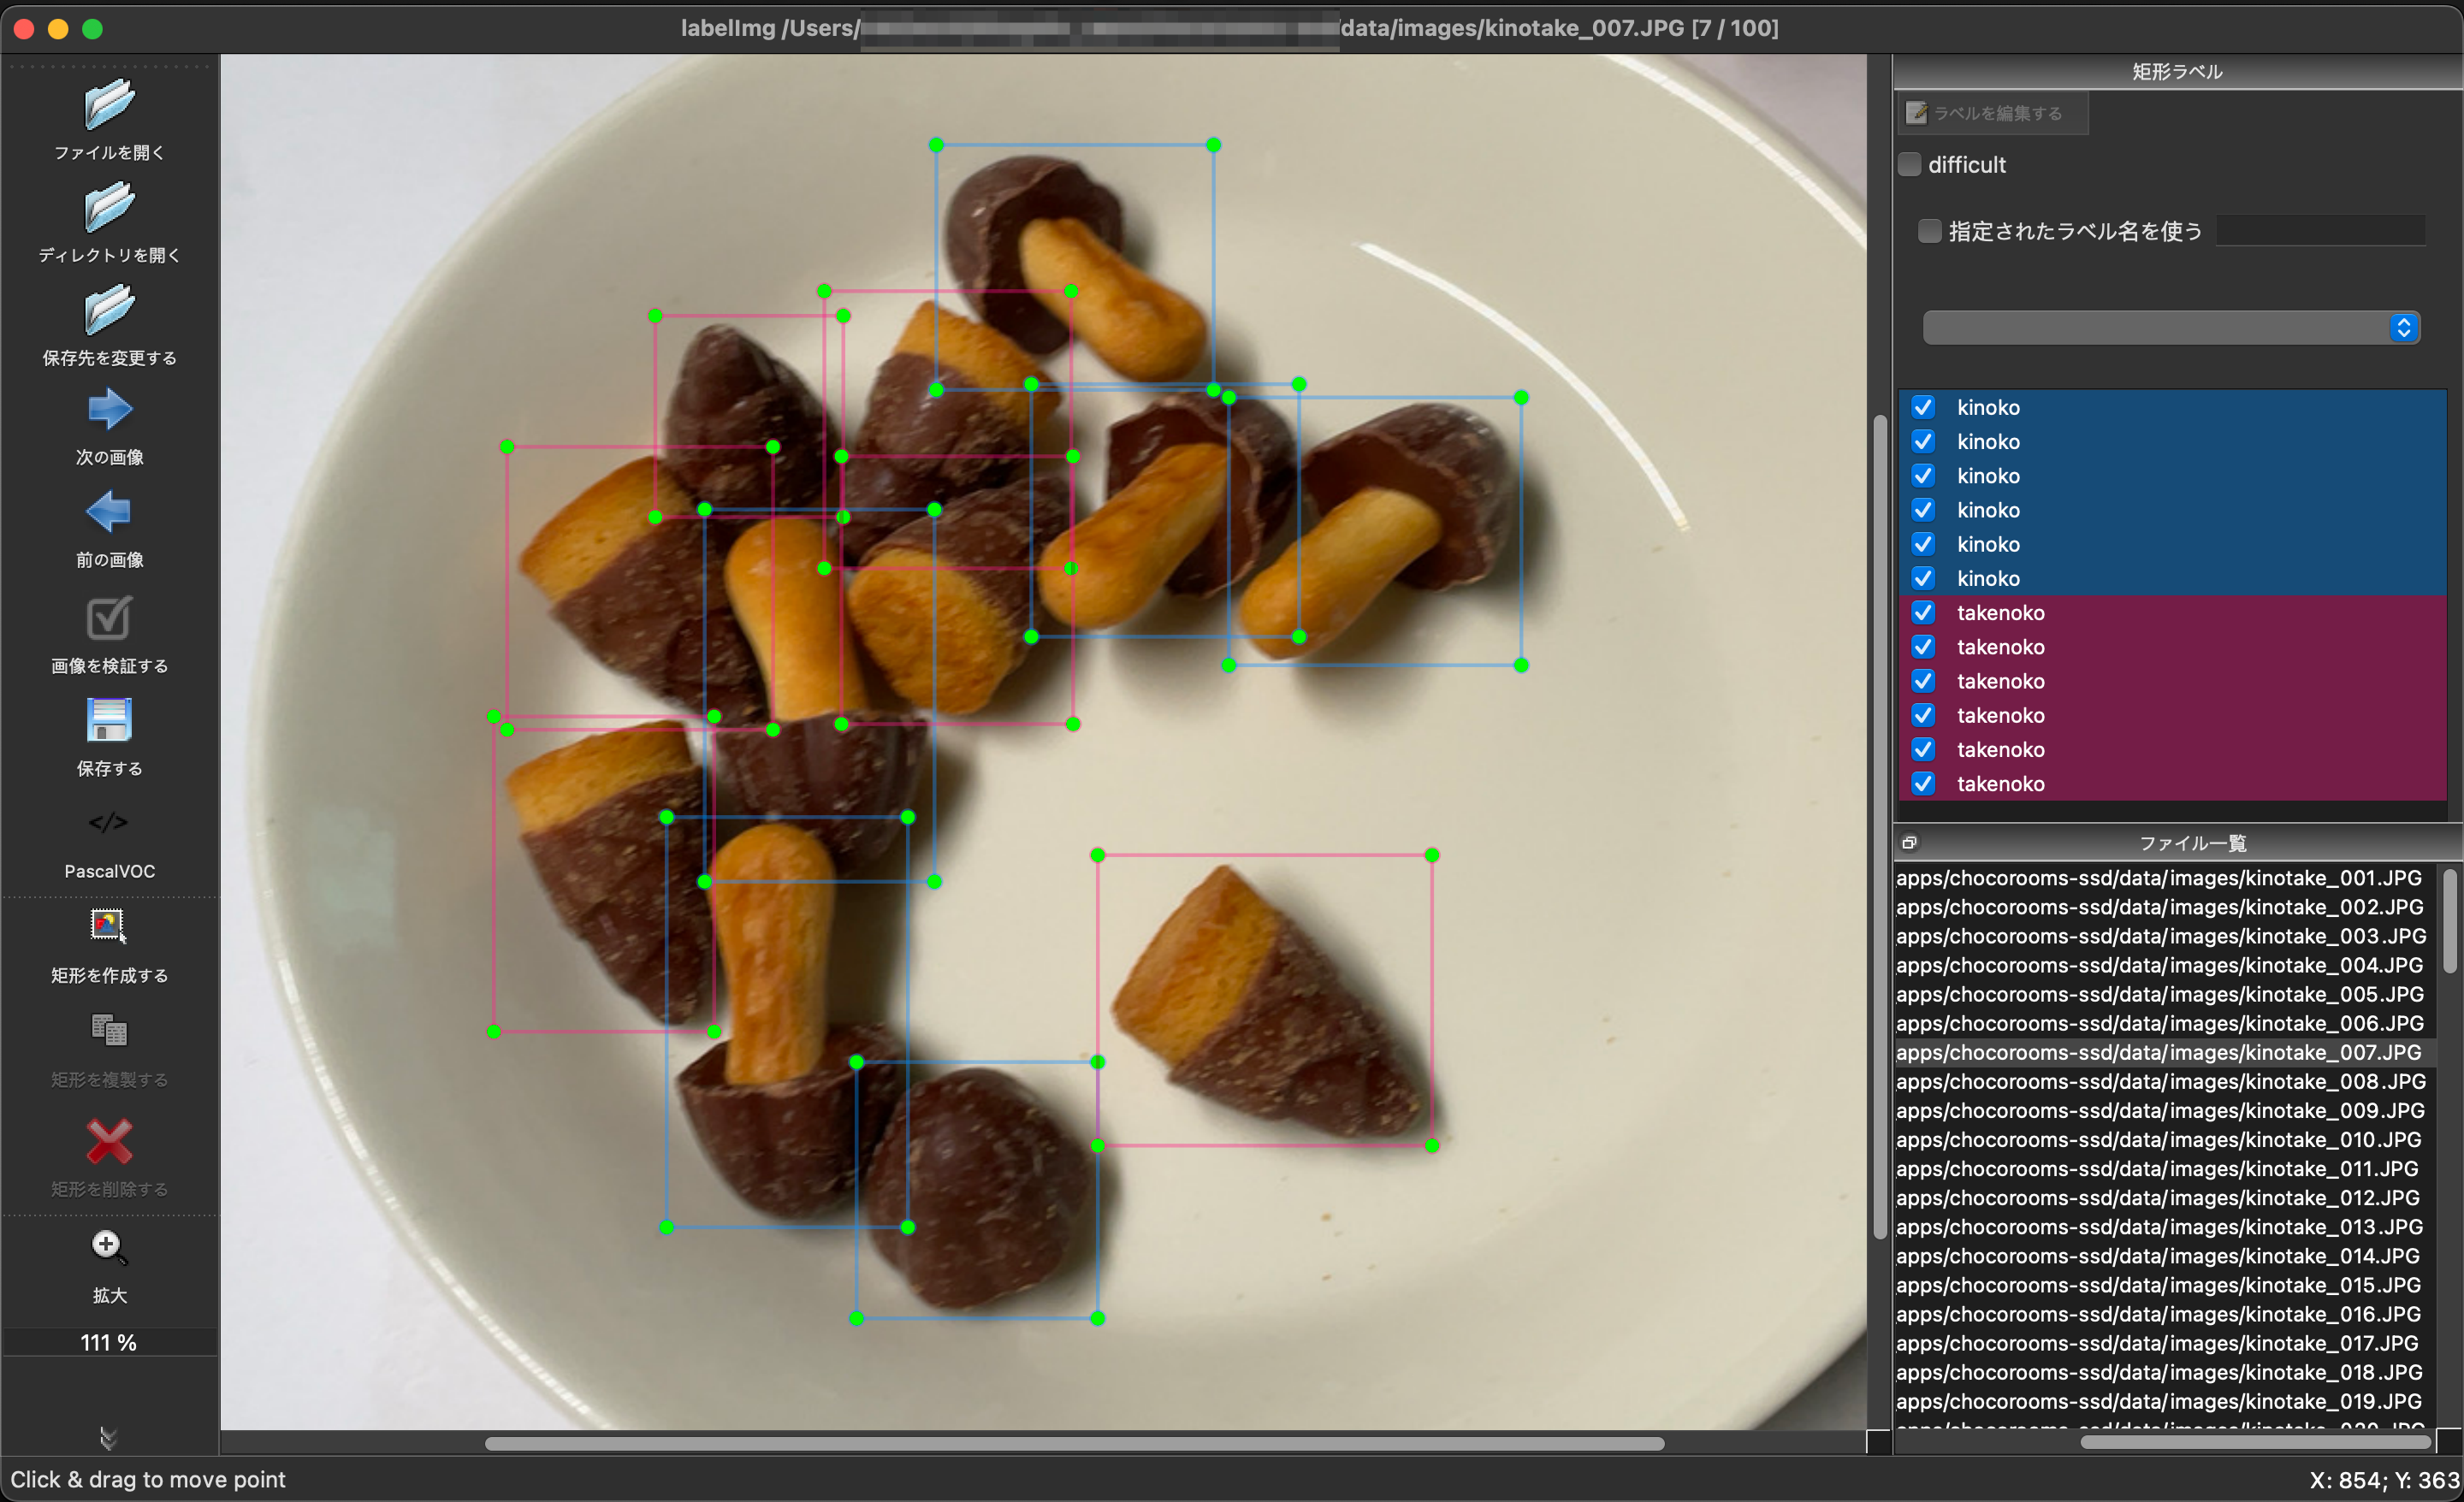 labelImg /Users/
data/images/kinotake_007.JPG [7 / 100]
ファイルを開く
ディレクトリを開く
保存先を変更する
次の画像
前の画像
画像を検証する
保存する
</>
PascalVOC
矩形を作成する
矩形を複製する
矩形を削除する
拡大
111 %
矩形ラベル
ラベルを編集する
difficult
指定されたラベル名を使う
kinoko
kinoko
kinoko
kinoko
kinoko
kinoko
takenoko
takenoko
takenoko
takenoko
takenoko
takenoko
ファイル一覧
apps/chocorooms-ssd/data/images/kinotake_001.JPG
apps/chocorooms-ssd/data/images/kinotake_002.JPG
apps/chocorooms-ssd/data/images/kinotake_003.JPG
apps/chocorooms-ssd/data/images/kinotake_004.JPG
apps/chocorooms-ssd/data/images/kinotake_005.JPG
apps/chocorooms-ssd/data/images/kinotake_006.JPG
apps/chocorooms-ssd/data/images/kinotake_007.JPG
apps/chocorooms-ssd/data/images/kinotake_008.JPG
apps/chocorooms-ssd/data/images/kinotake_009.JPG
apps/chocorooms-ssd/data/images/kinotake_010.JPG
apps/chocorooms-ssd/data/images/kinotake_011.JPG
apps/chocorooms-ssd/data/images/kinotake_012.JPG
apps/chocorooms-ssd/data/images/kinotake_013.JPG
apps/chocorooms-ssd/data/images/kinotake_014.JPG
apps/chocorooms-ssd/data/images/kinotake_015.JPG
apps/chocorooms-ssd/data/images/kinotake_016.JPG
apps/chocorooms-ssd/data/images/kinotake_017.JPG
apps/chocorooms-ssd/data/images/kinotake_018.JPG
apps/chocorooms-ssd/data/images/kinotake_019.JPG
Click & drag to move point
X: 854; Y: 363